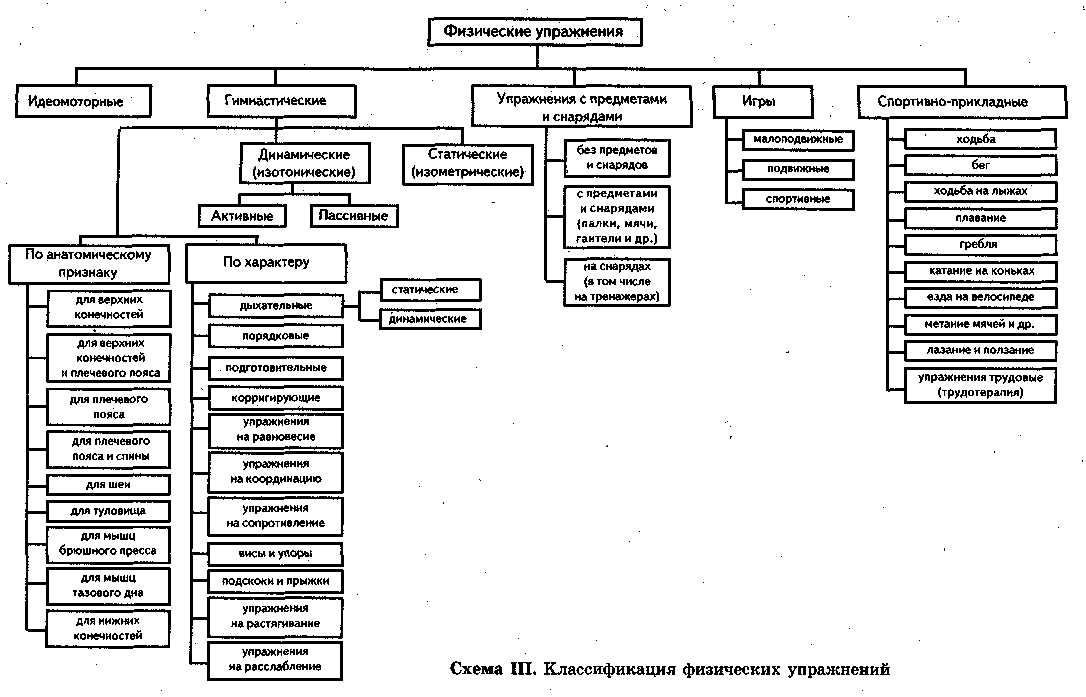 Физические упражнения
Идеомоторные
Гимнастические
Упражнения с предметами
и снарядами
Игры
Спортивно-прикладные
Динамические
(изотонические)
Статические
(изометрические)
Активные
Пассивные
По анатомическому
признаку
для верхних
конечностей
для верхних
конечностей
и плечевого пояса
для плечевого
пояса
для плечевого
пояса и спины
для шеи
для туловища
для мышц
брюшного пресса
для мышц
тазового дна
для нижних
конечностей
По характеру
дыхательные
статические
динамические
порядковые
подготовительные
корригирующие
упражнения
на равновесие
упражнения
на координацию
упражнения
на сопротивление
висы и упоры
подскоки и прыжки
упражнения
на растягивание
упражнения
на расслабление
без предметов
и снарядов
с предметами
и снарядами
(палки, мячи,
гантели и др.)
на снарядах
(в том числе
на тренажерах)
малоподвижные
подвижные
спортивные
ходьба
бег
ходьба на лыжах
плавание
гребля
катание на коньках
езда на велосипеде
метание мячей и др.
лазание и ползание
упражнения трудовые
(трудотерапия)
Схема III. Классификация физических упражнений